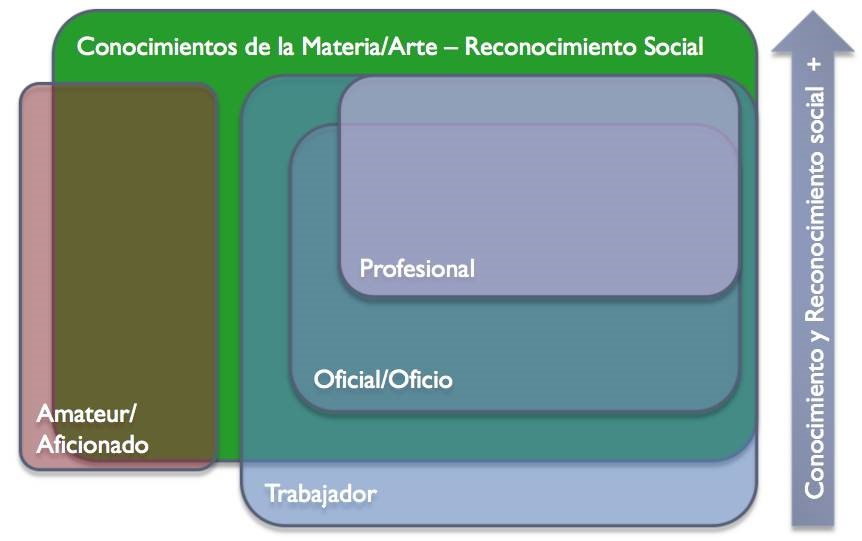 Conocimientos de la Materia/Arte – Reconocimiento Social
Profesional
Oficial/Oficio
Amateur/
Aficionado
Trabajador
Conocimiento y Reconocimiento social +